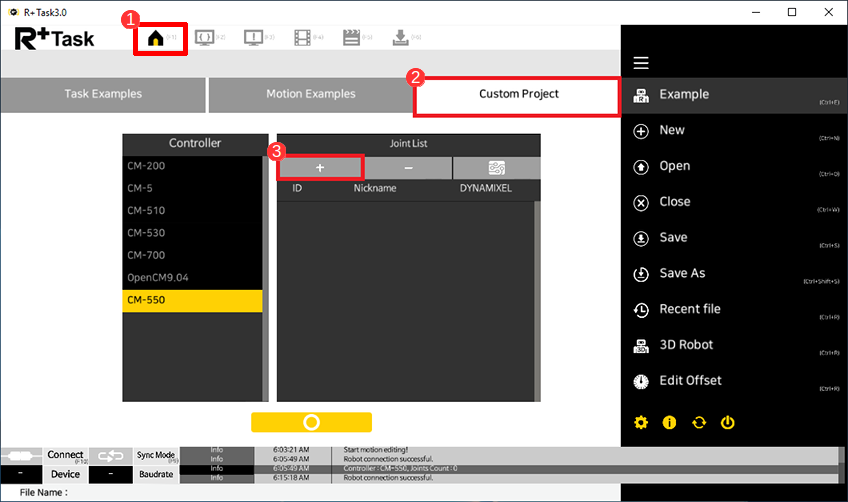 R+Task3.0
1
R+Task
(F1) (F2) (F3) (F4) (F5) (F6)
2
Task Examples Motion Examples Custom Project
3
Controller
CM-200
CM-5
CM-510
CM-530
CM-700
OpenCM9.04
CM-550
Joint List
+ −
ID Nickname DYNAMIXEL
Example (Ctrl+E)
New (Ctrl+N)
Open (Ctrl+O)
Close (Ctrl+W)
Save (Ctrl+S)
Save As (Ctrl+Shift+S)
Recent file (Ctrl+R)
3D Robot (Ctrl+R)
Edit Offset (Ctrl+R)
Connect (F10) Sync Mode (F9)
- Device - Baudrate
Info 6:03:21 AM Start motion editing!
Info 6:05:49 AM Robot connection successful.
Info 6:05:49 AM Controller : CM-550, Joints Count : 0
Info 6:15:18 AM Robot connection successful.
File Name :